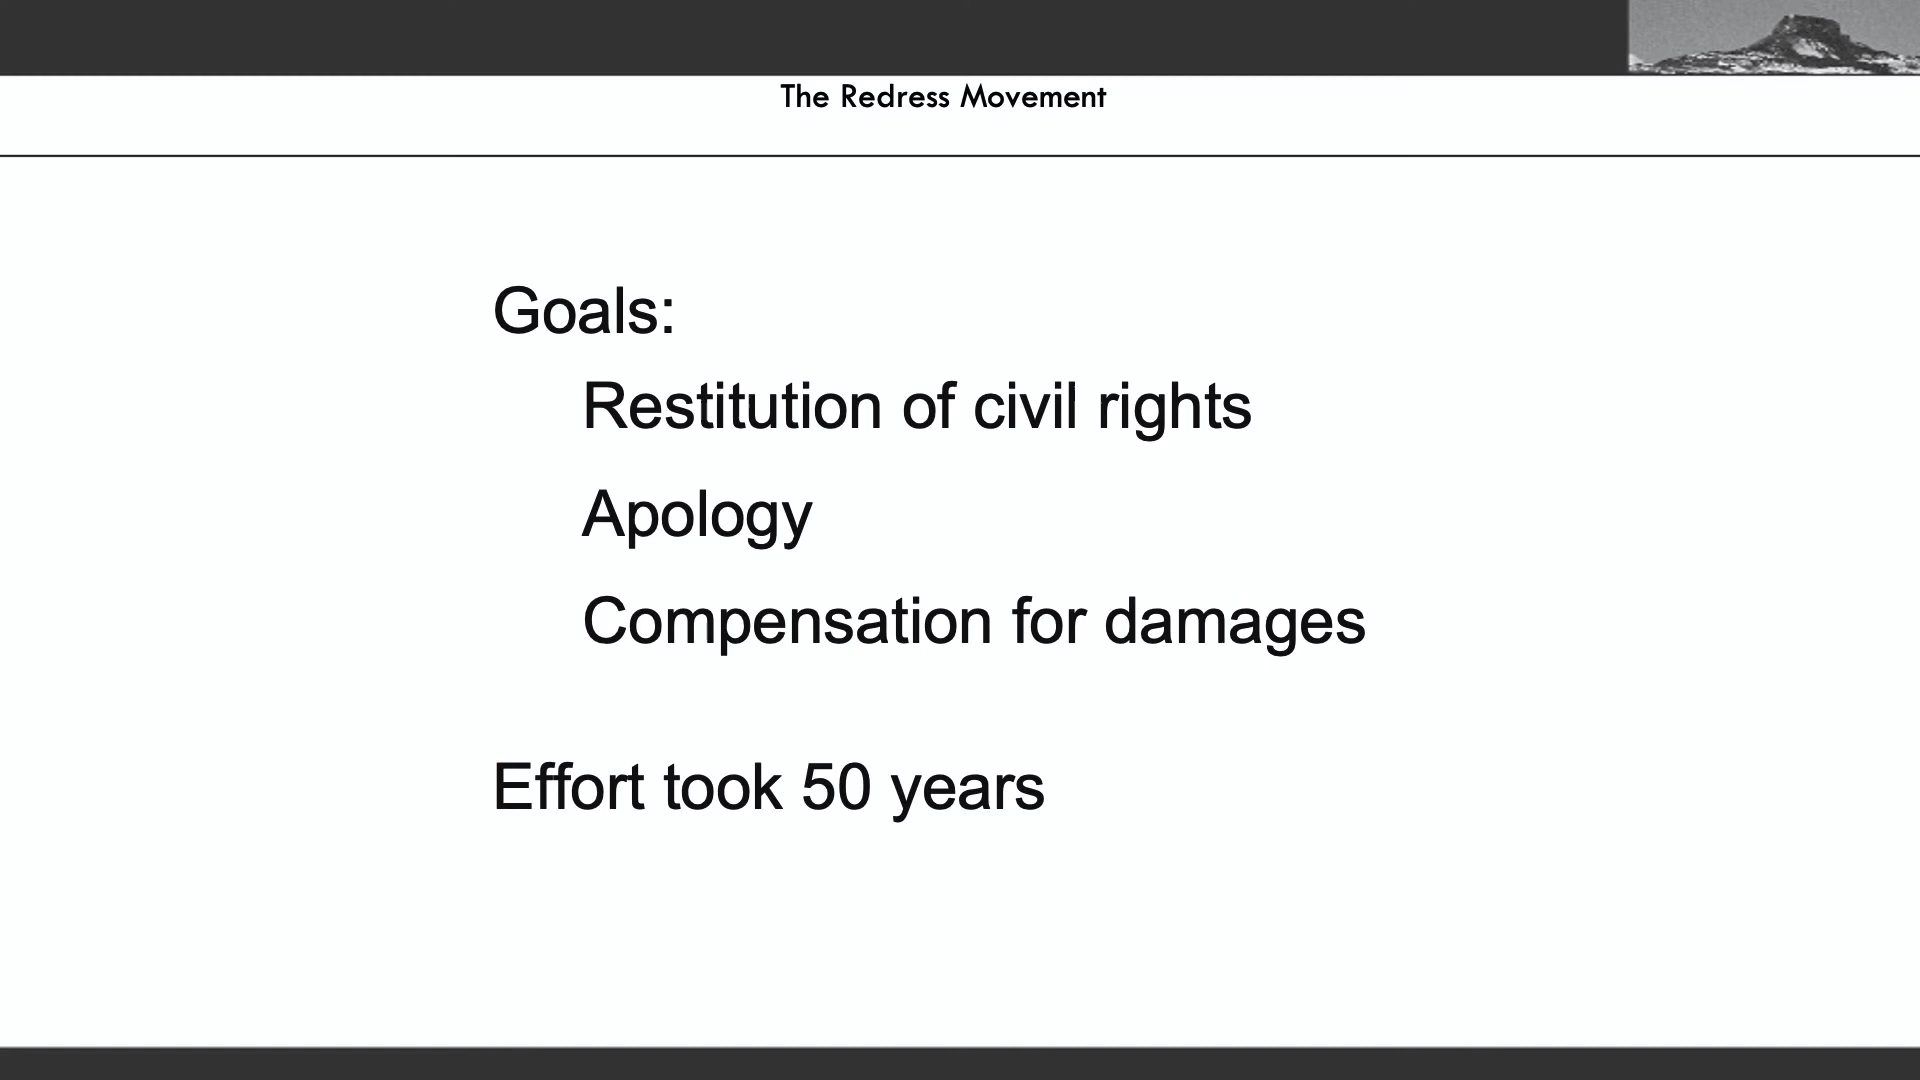 The Redress Movement
Goals:
Restitution of civil rights
Apology
Compensation for damages
Effort took 50 years